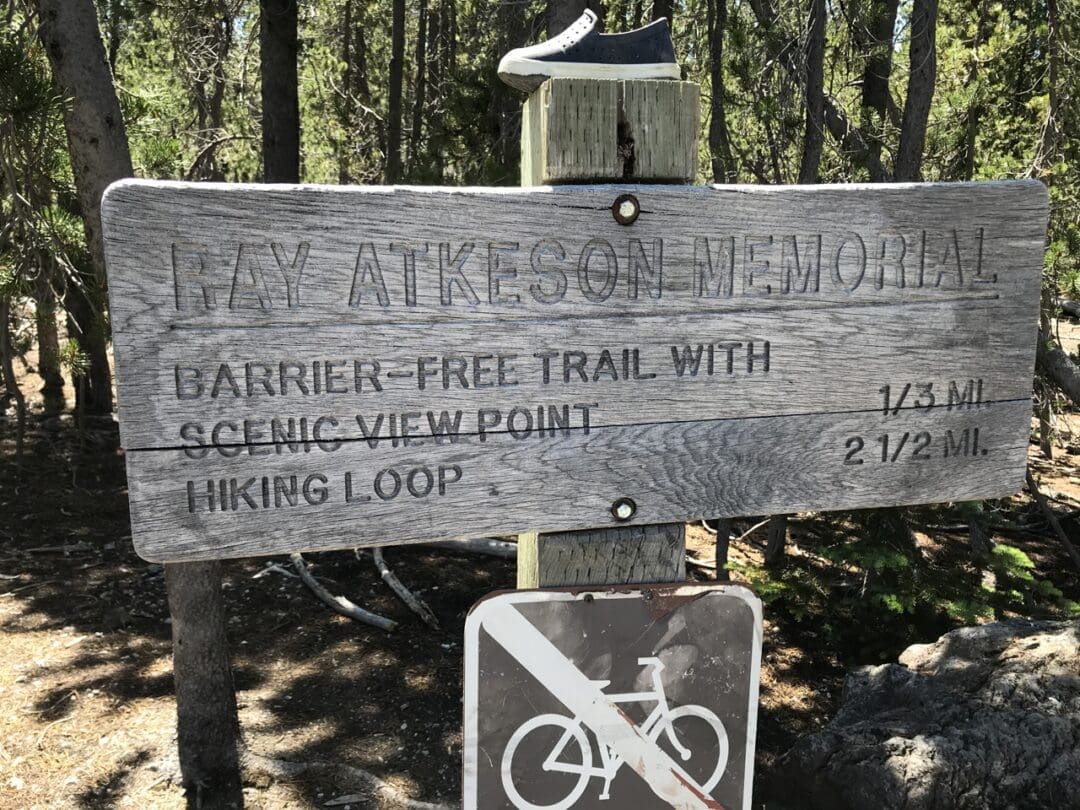 RAY ATKESON MEMORIAL
BARRIER-FREE TRAIL WITH
SCENIC VIEW POINT 1/3 MI.
HIKING LOOP 2 1/2 MI.